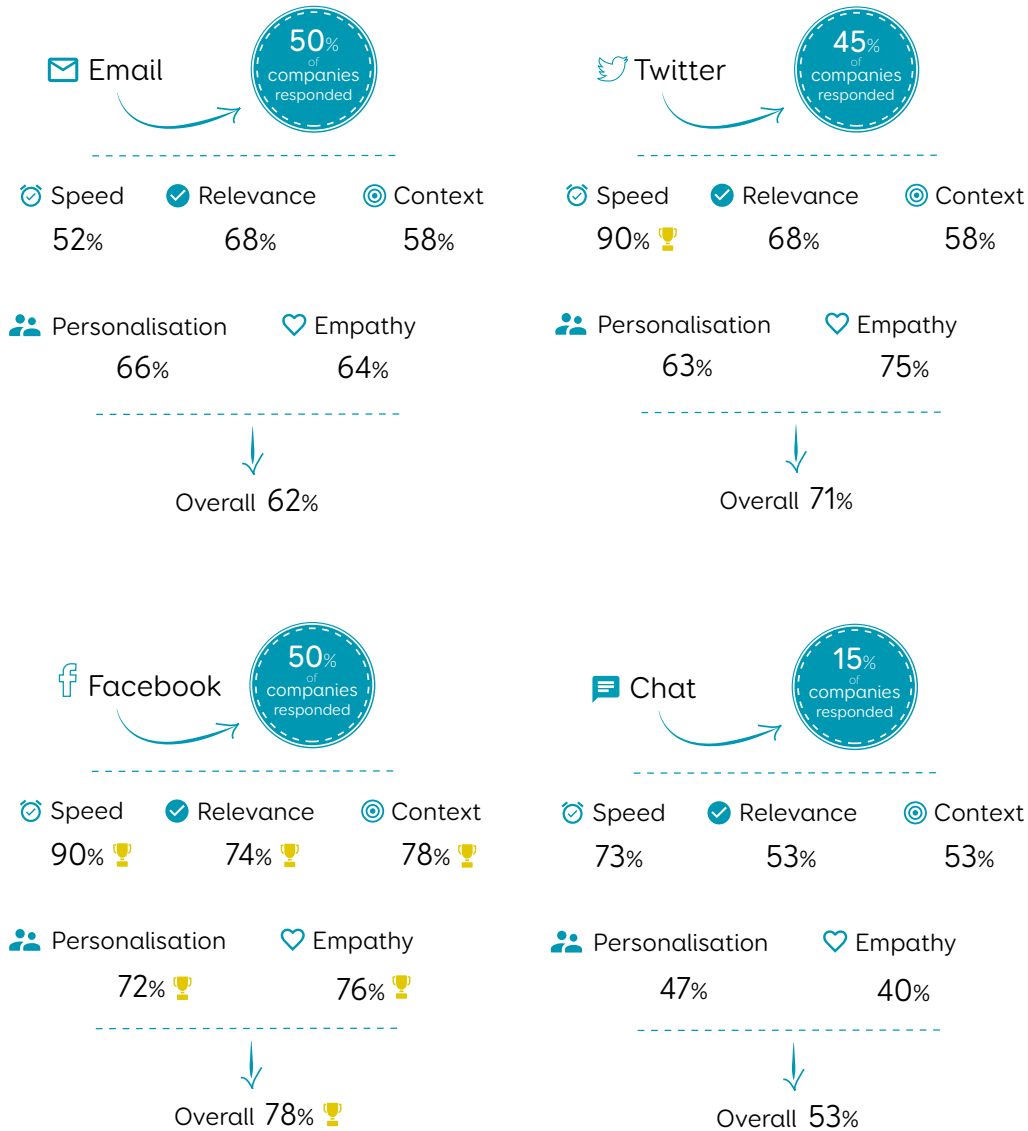 Email
50%
of
companies
responded
Speed Relevance Context
52% 68% 58%
Personalisation Empathy
66% 64%
Overall 62%
Twitter
45%
of
companies
responded
Speed Relevance Context
90% 68% 58%
Personalisation Empathy
63% 75%
Overall 71%
Facebook
50%
of
companies
responded
Speed Relevance Context
90% 74% 78%
Personalisation Empathy
72% 76%
Overall 78%
Chat
15%
of
companies
responded
Speed Relevance Context
73% 53% 53%
Personalisation Empathy
47% 40%
Overall 53%